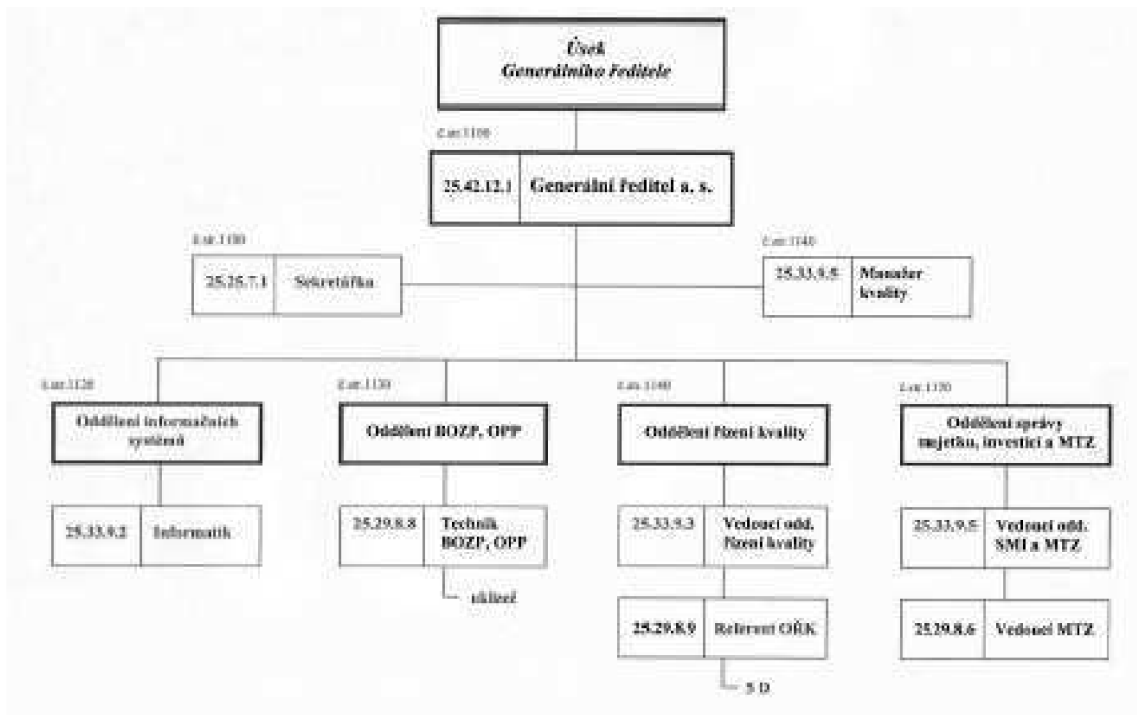 Úsek
Generálního ředitele
č.str.1100
25.42.12.1 Generální ředitel a. s.
č.str.1100
25.25.7.1 Sekretářka
č.str.1140
25.33.9.5 Manažer
kvality
č.str.1120
Oddělení informačních
systémů
č.str.1130
Oddělení BOZP, OPP
č.str.1140
Oddělení řízení kvality
č.str.1150
Oddělení správy
majetku, investic a MTZ
25.33.9.2 Informatik
25.29.8.8 Technik
BOZP, OPP
uklízeč
25.33.9.3 Vedoucí odd.
řízení kvality
25.33.9.5 Vedoucí odd.
SMI a MTZ
25.29.8.9 Referent OŘK
5 D
25.29.8.6 Vedoucí MTZ